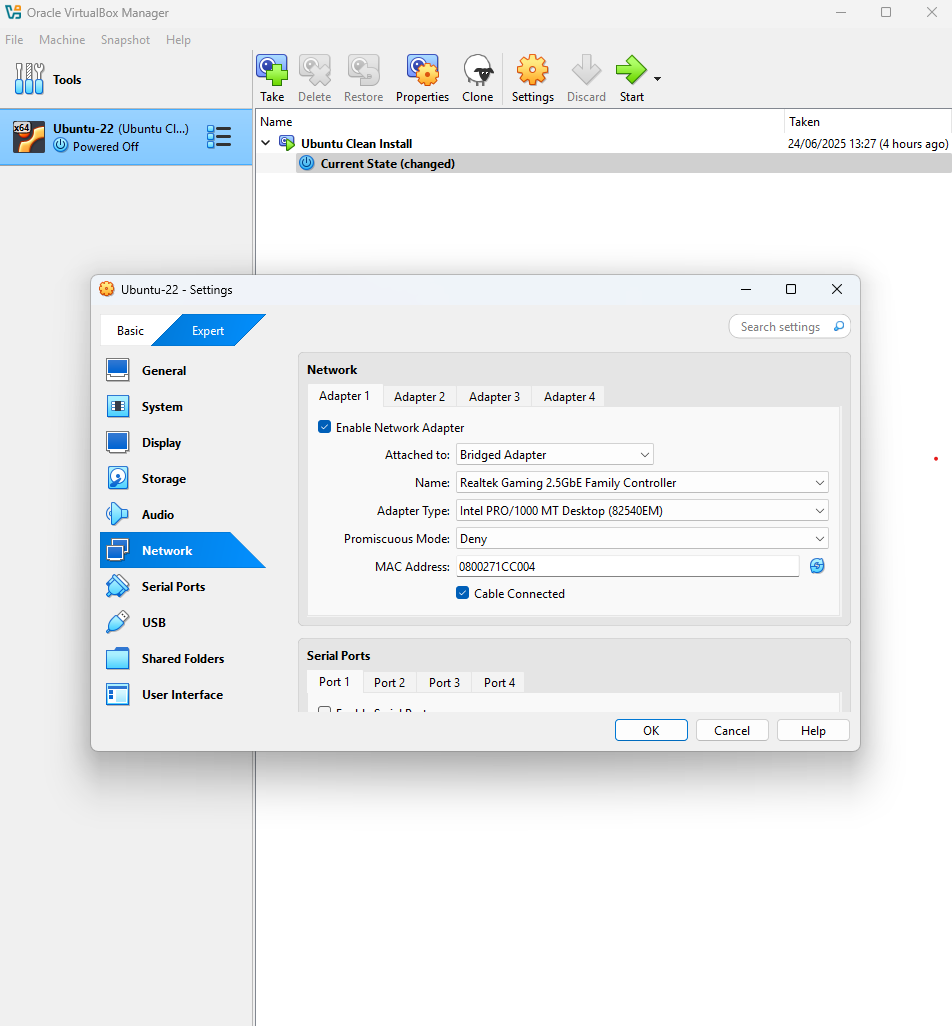 Oracle VirtualBox Manager
File Machine Snapshot Help
Tools
Take Delete Restore Properties Clone Settings Discard Start
x64
Ubuntu-22 (Ubuntu Cl...)
Powered Off
Name Taken
Ubuntu Clean Install 24/06/2025 13:27 (4 hours ago)
Current State (changed)
Ubuntu-22 - Settings
Basic Expert Search settings
General
System
Display
Storage
Audio
Network
Serial Ports
USB
Shared Folders
User Interface
Network
Adapter 1 Adapter 2 Adapter 3 Adapter 4
Enable Network Adapter
Attached to: Bridged Adapter
Name: Realtek Gaming 2.5GbE Family Controller
Adapter Type: Intel PRO/1000 MT Desktop (82540EM)
Promiscuous Mode: Deny
MAC Address: 0800271CC004
Cable Connected
Serial Ports
Port 1 Port 2 Port 3 Port 4
Enable Serial Port
OK Cancel Help